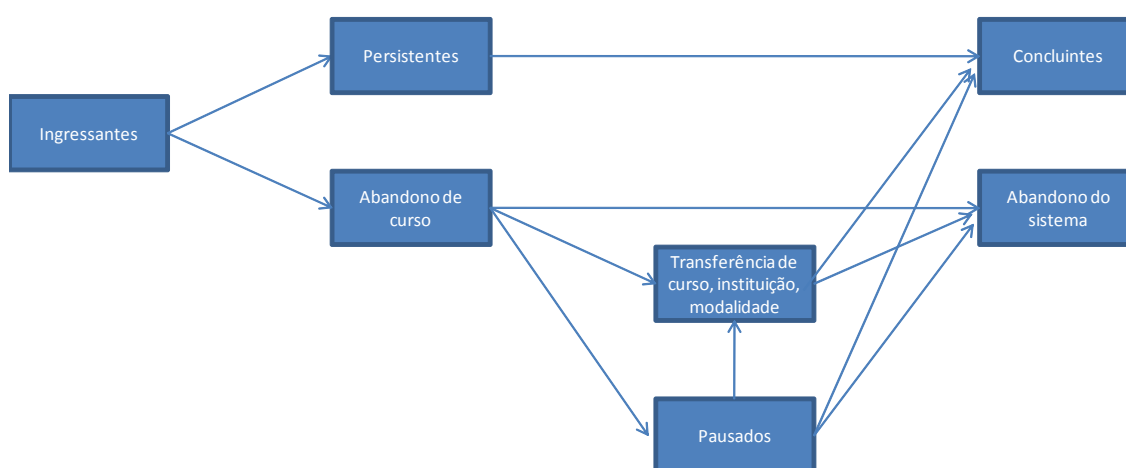 Persistentes
Concluintes
Ingressantes
Abandono de
curso
Abandono do
sistema
Transferência de
curso, instituição,
modalidade
Pausados